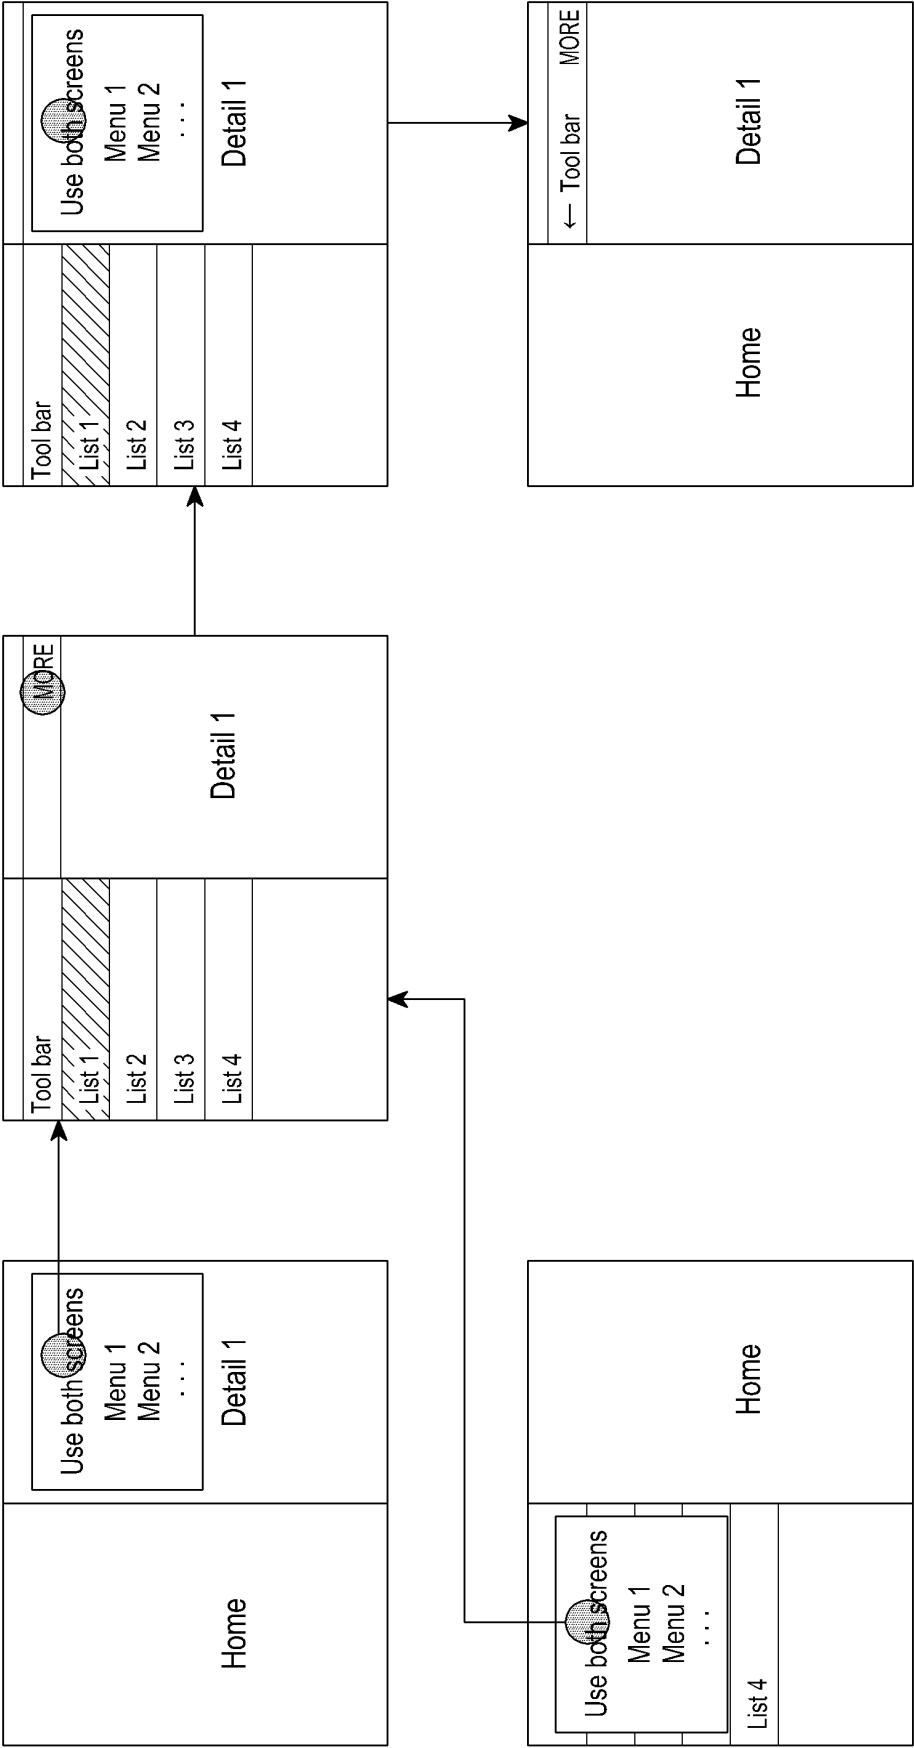 Use both screens
Menu 1
Menu 2
. . .
Home
Detail 1
Tool bar
List 1
List 2
List 3
List 4
MORE
Detail 1
Tool bar
List 1
List 2
List 3
List 4
Use both screens
Menu 1
Menu 2
. . .
Detail 1
Use both screens
Menu 1
Menu 2
. . .
List 4
Home
Home
← Tool bar MORE
Detail 1